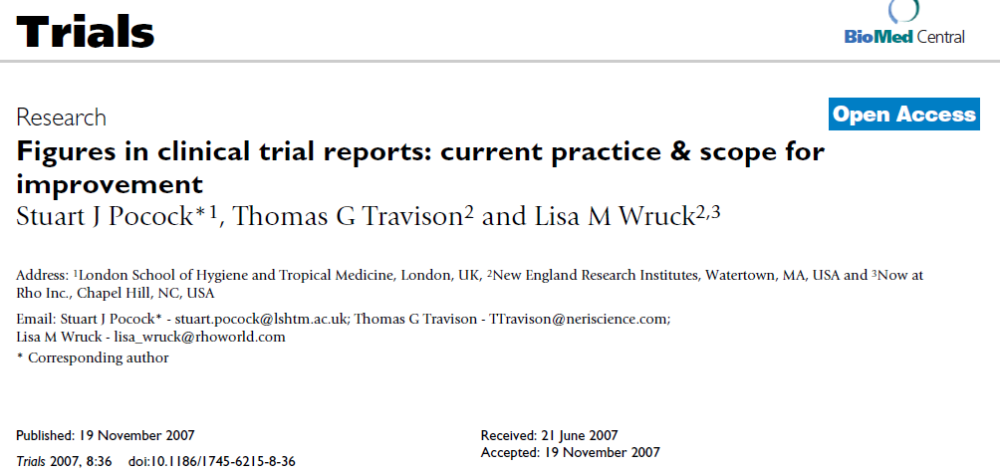 Trials
BioMed Central
Research
Open Access
Figures in clinical trial reports: current practice & scope for
improvement
Stuart J Pocock*1, Thomas G Travison2 and Lisa M Wruck2,3
Address: 1London School of Hygiene and Tropical Medicine, London, UK, 2New England Research Institutes, Watertown, MA, USA and 3Now at
Rho Inc., Chapel Hill, NC, USA
Email: Stuart J Pocock* - stuart.pocock@lshtm.ac.uk; Thomas G Travison - TTravison@neriscience.com;
Lisa M Wruck - lisa_wruck@rhoworld.com
* Corresponding author
Published: 19 November 2007
Trials 2007, 8:36 doi:10.1186/1745-6215-8-36
Received: 21 June 2007
Accepted: 19 November 2007